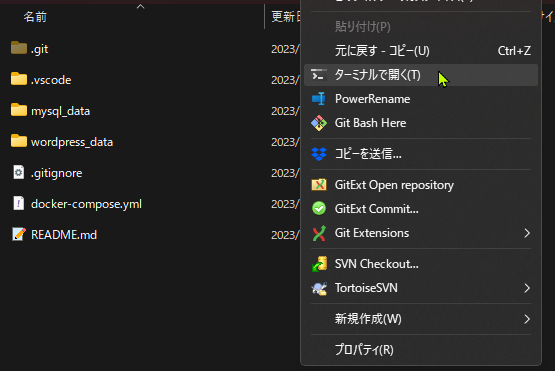 名前
更新日
.git
2023/
.vscode
2023/
mysql_data
2023/
wordpress_data
2023/
.gitignore
2023/
docker-compose.yml
2023/
README.md
2023/
貼り付け(P)
元に戻す - コピー(U) Ctrl+Z
ターミナルで開く(T)
PowerRename
Git Bash Here
コピーを送信...
GitExt Open repository
GitExt Commit...
Git Extensions
SVN Checkout...
TortoiseSVN
新規作成(W)
プロパティ(R)